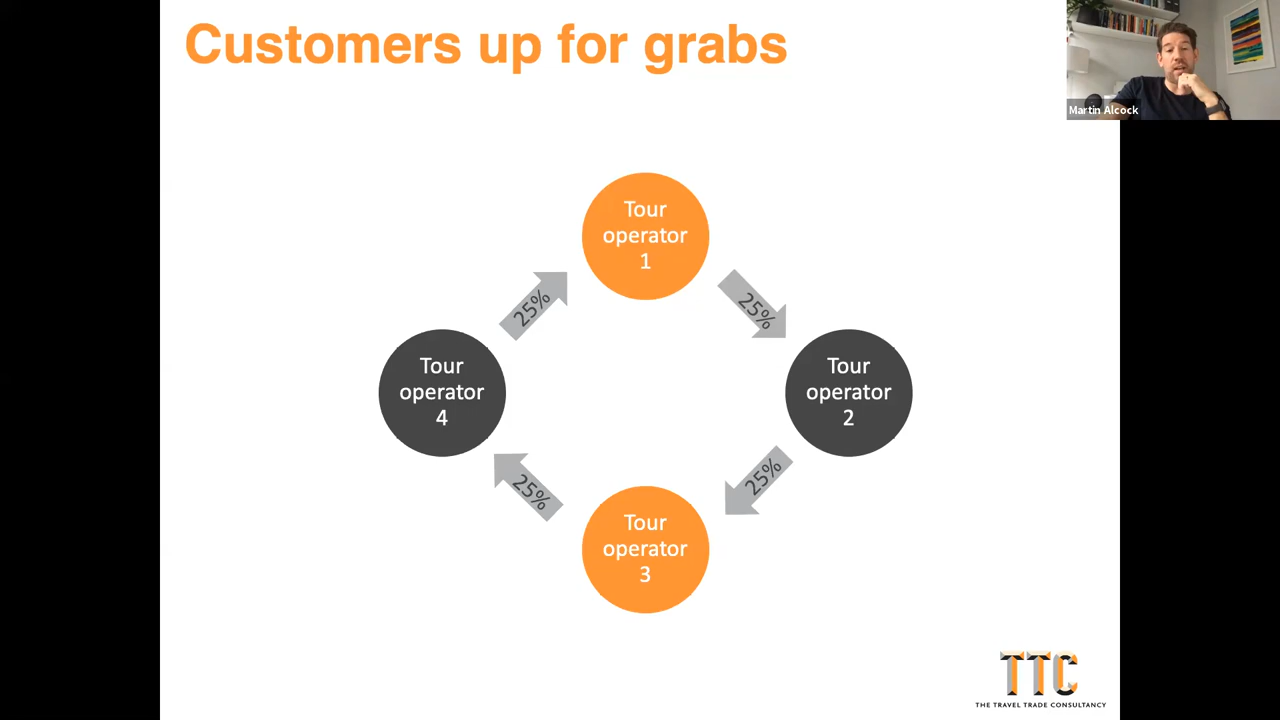 Customers up for grabs
Martin Alcock
Tour
operator
1
25%
25%
Tour
operator
4
Tour
operator
2
25%
25%
Tour
operator
3
TTC
THE TRAVEL TRADE CONSULTANCY